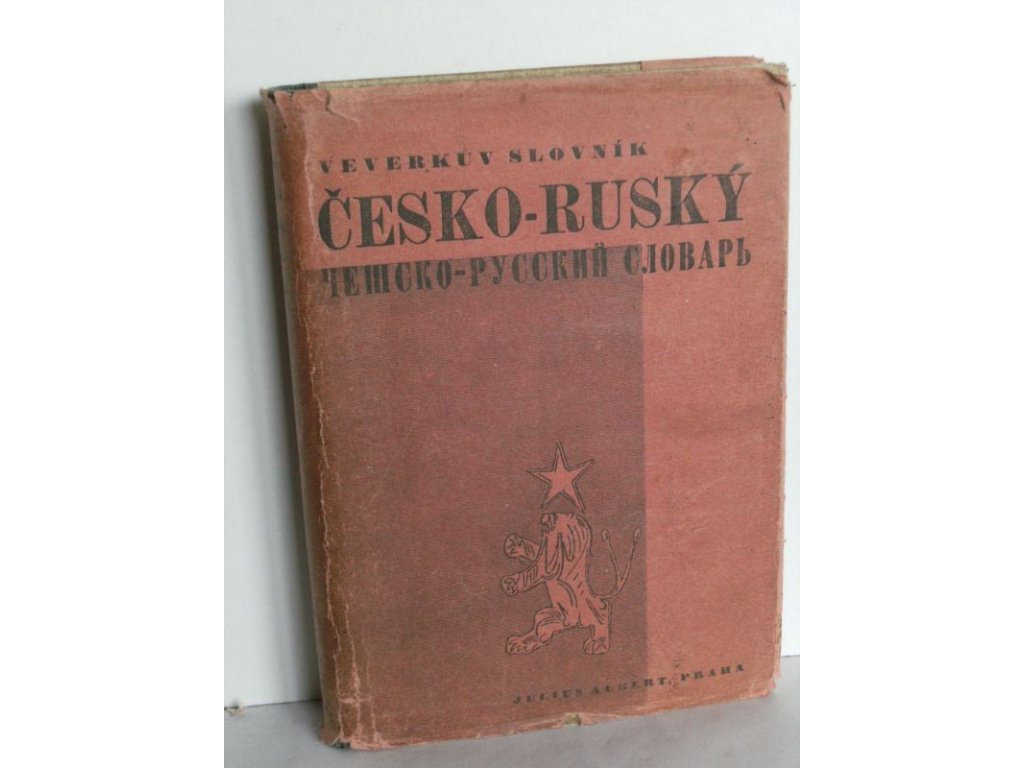 VEVERKŮV SLOVNÍK
ČESKO-RUSKÝ
ЧЕШСКО-РУССКИЙ СЛОВАРЬ
JULIUS ALBERT, PRAHA